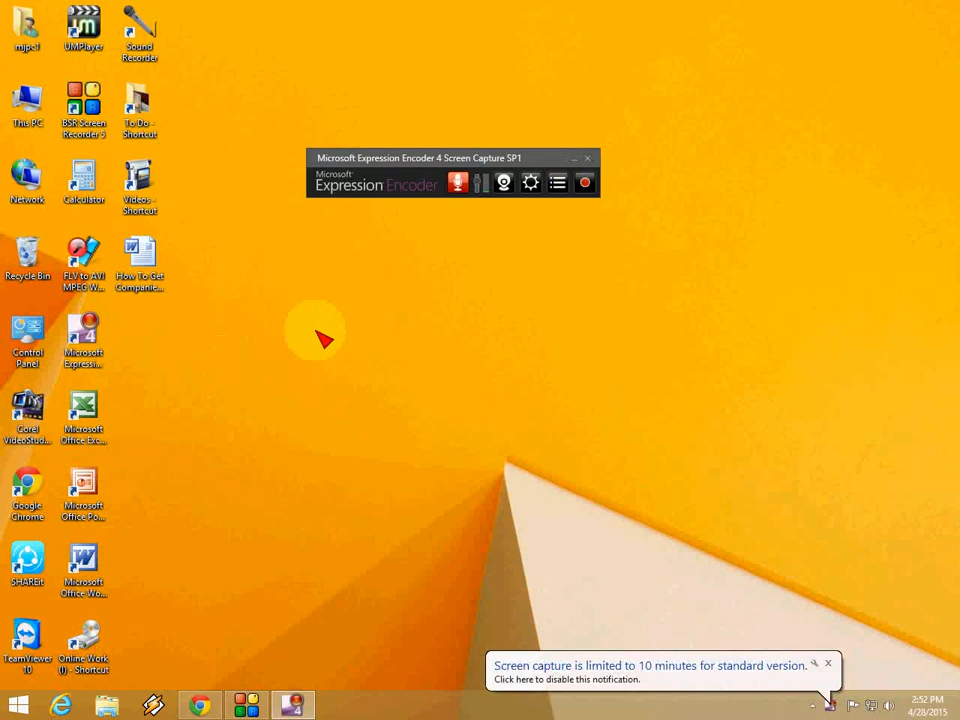 mjpc1
UMPlayer
Sound
Recorder
This PC
BSR Screen
Recorder 5
To Do -
Shortcut
Network
Calculator
Videos -
Shortcut
Recycle Bin
FLV to AVI
MPEG W...
How To Get
Companie...
Control
Panel
Microsoft
Expressi...
Corel
VideoStud...
Microsoft
Office Exc...
Google
Chrome
Microsoft
Office Po...
SHAREit
Microsoft
Office Wo...
TeamViewer
10
Online Work
(I) - Shortcut
Microsoft Expression Encoder 4 Screen Capture SP1
Microsoft
Expression Encoder
Screen capture is limited to 10 minutes for standard version.
Click here to disable this notification.
2:52 PM
4/28/2015